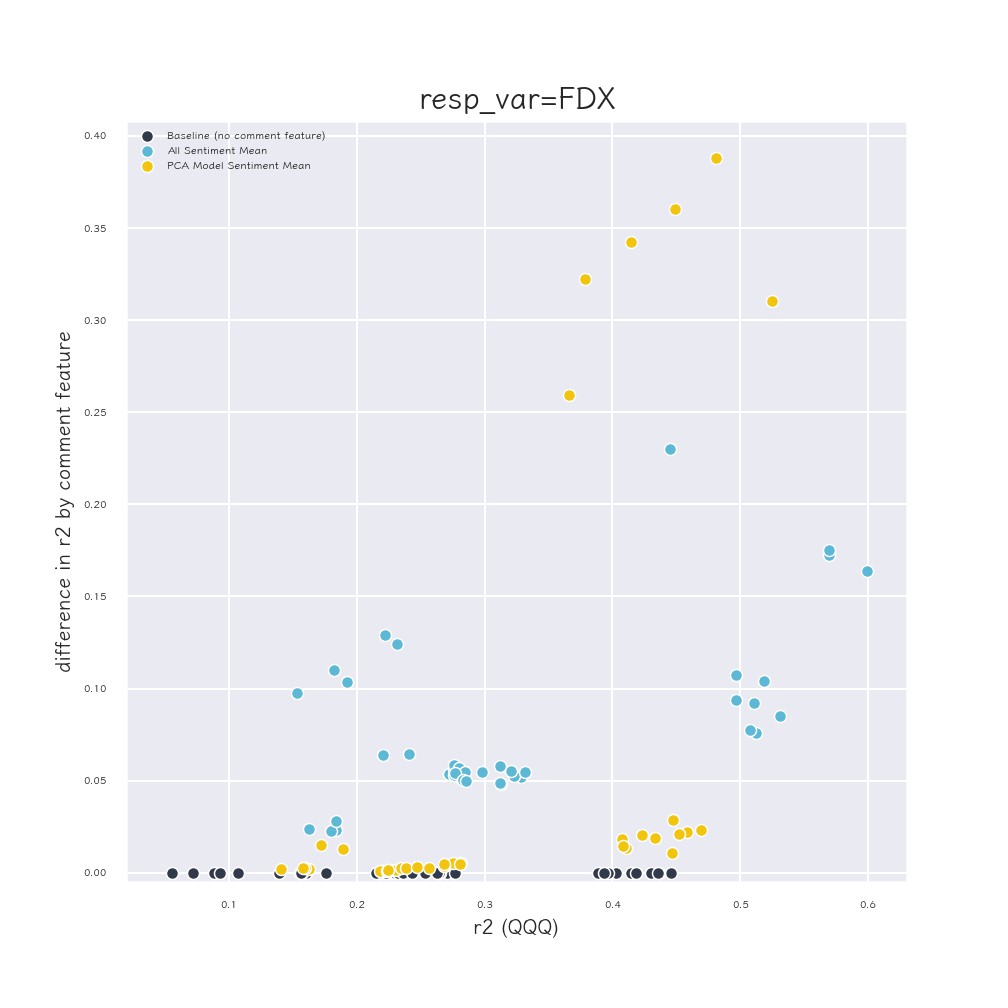 resp_var=FDX
Baseline (no comment feature)
All Sentiment Mean
PCA Model Sentiment Mean
0.40
0.35
0.30
0.25
0.20
0.15
0.10
0.05
0.00
difference in r2 by comment feature
0.1 0.2 0.3 0.4 0.5 0.6
r2 (QQQ)